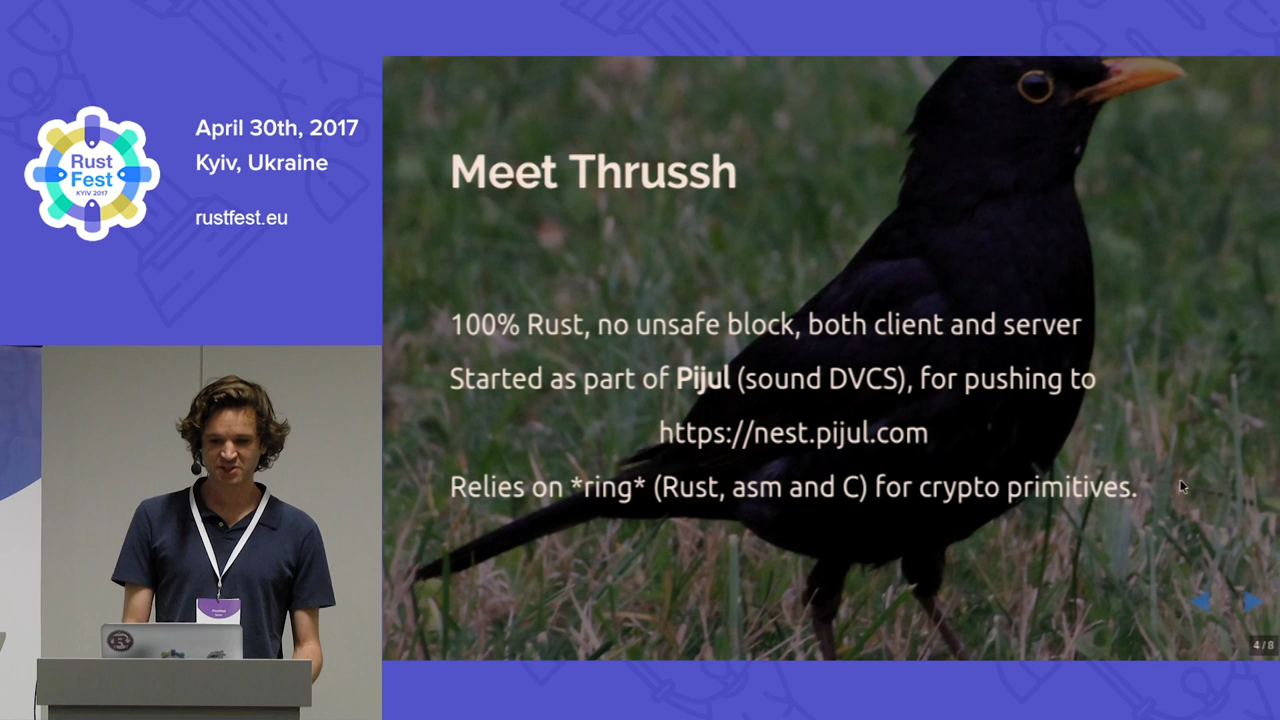 April 30th, 2017
Kyiv, Ukraine
rustfest.eu
Rust
Fest
KYIV 2017
Meet Thrussh
100% Rust, no unsafe block, both client and server
Started as part of Pijul (sound DVCS), for pushing to
https://nest.pijul.com
Relies on *ring* (Rust, asm and C) for crypto primitives.
4 / 8
R